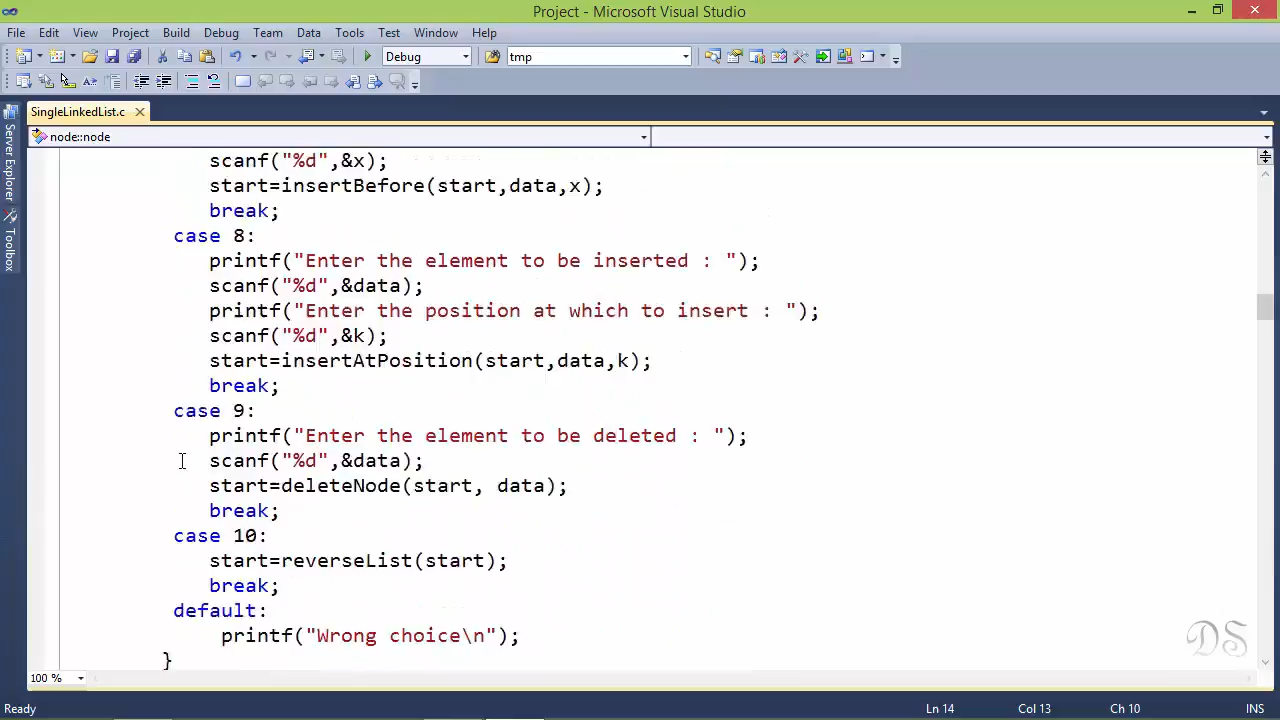 Project - Microsoft Visual Studio
File Edit View Project Build Debug Team Data Tools Test Window Help
Debug tmp
SingleLinkedList.c
node::node
Server Explorer
Toolbox
scanf("%d",&x);
start=insertBefore(start,data,x);
break;
case 8:
printf("Enter the element to be inserted : ");
scanf("%d",&data);
printf("Enter the position at which to insert : ");
scanf("%d",&k);
start=insertAtPosition(start,data,k);
break;
case 9:
printf("Enter the element to be deleted : ");
scanf("%d",&data);
start=deleteNode(start, data);
break;
case 10:
start=reverseList(start);
break;
default:
printf("Wrong choice\n");
}
DS
100 %
Ready Ln 14 Col 13 Ch 10 INS